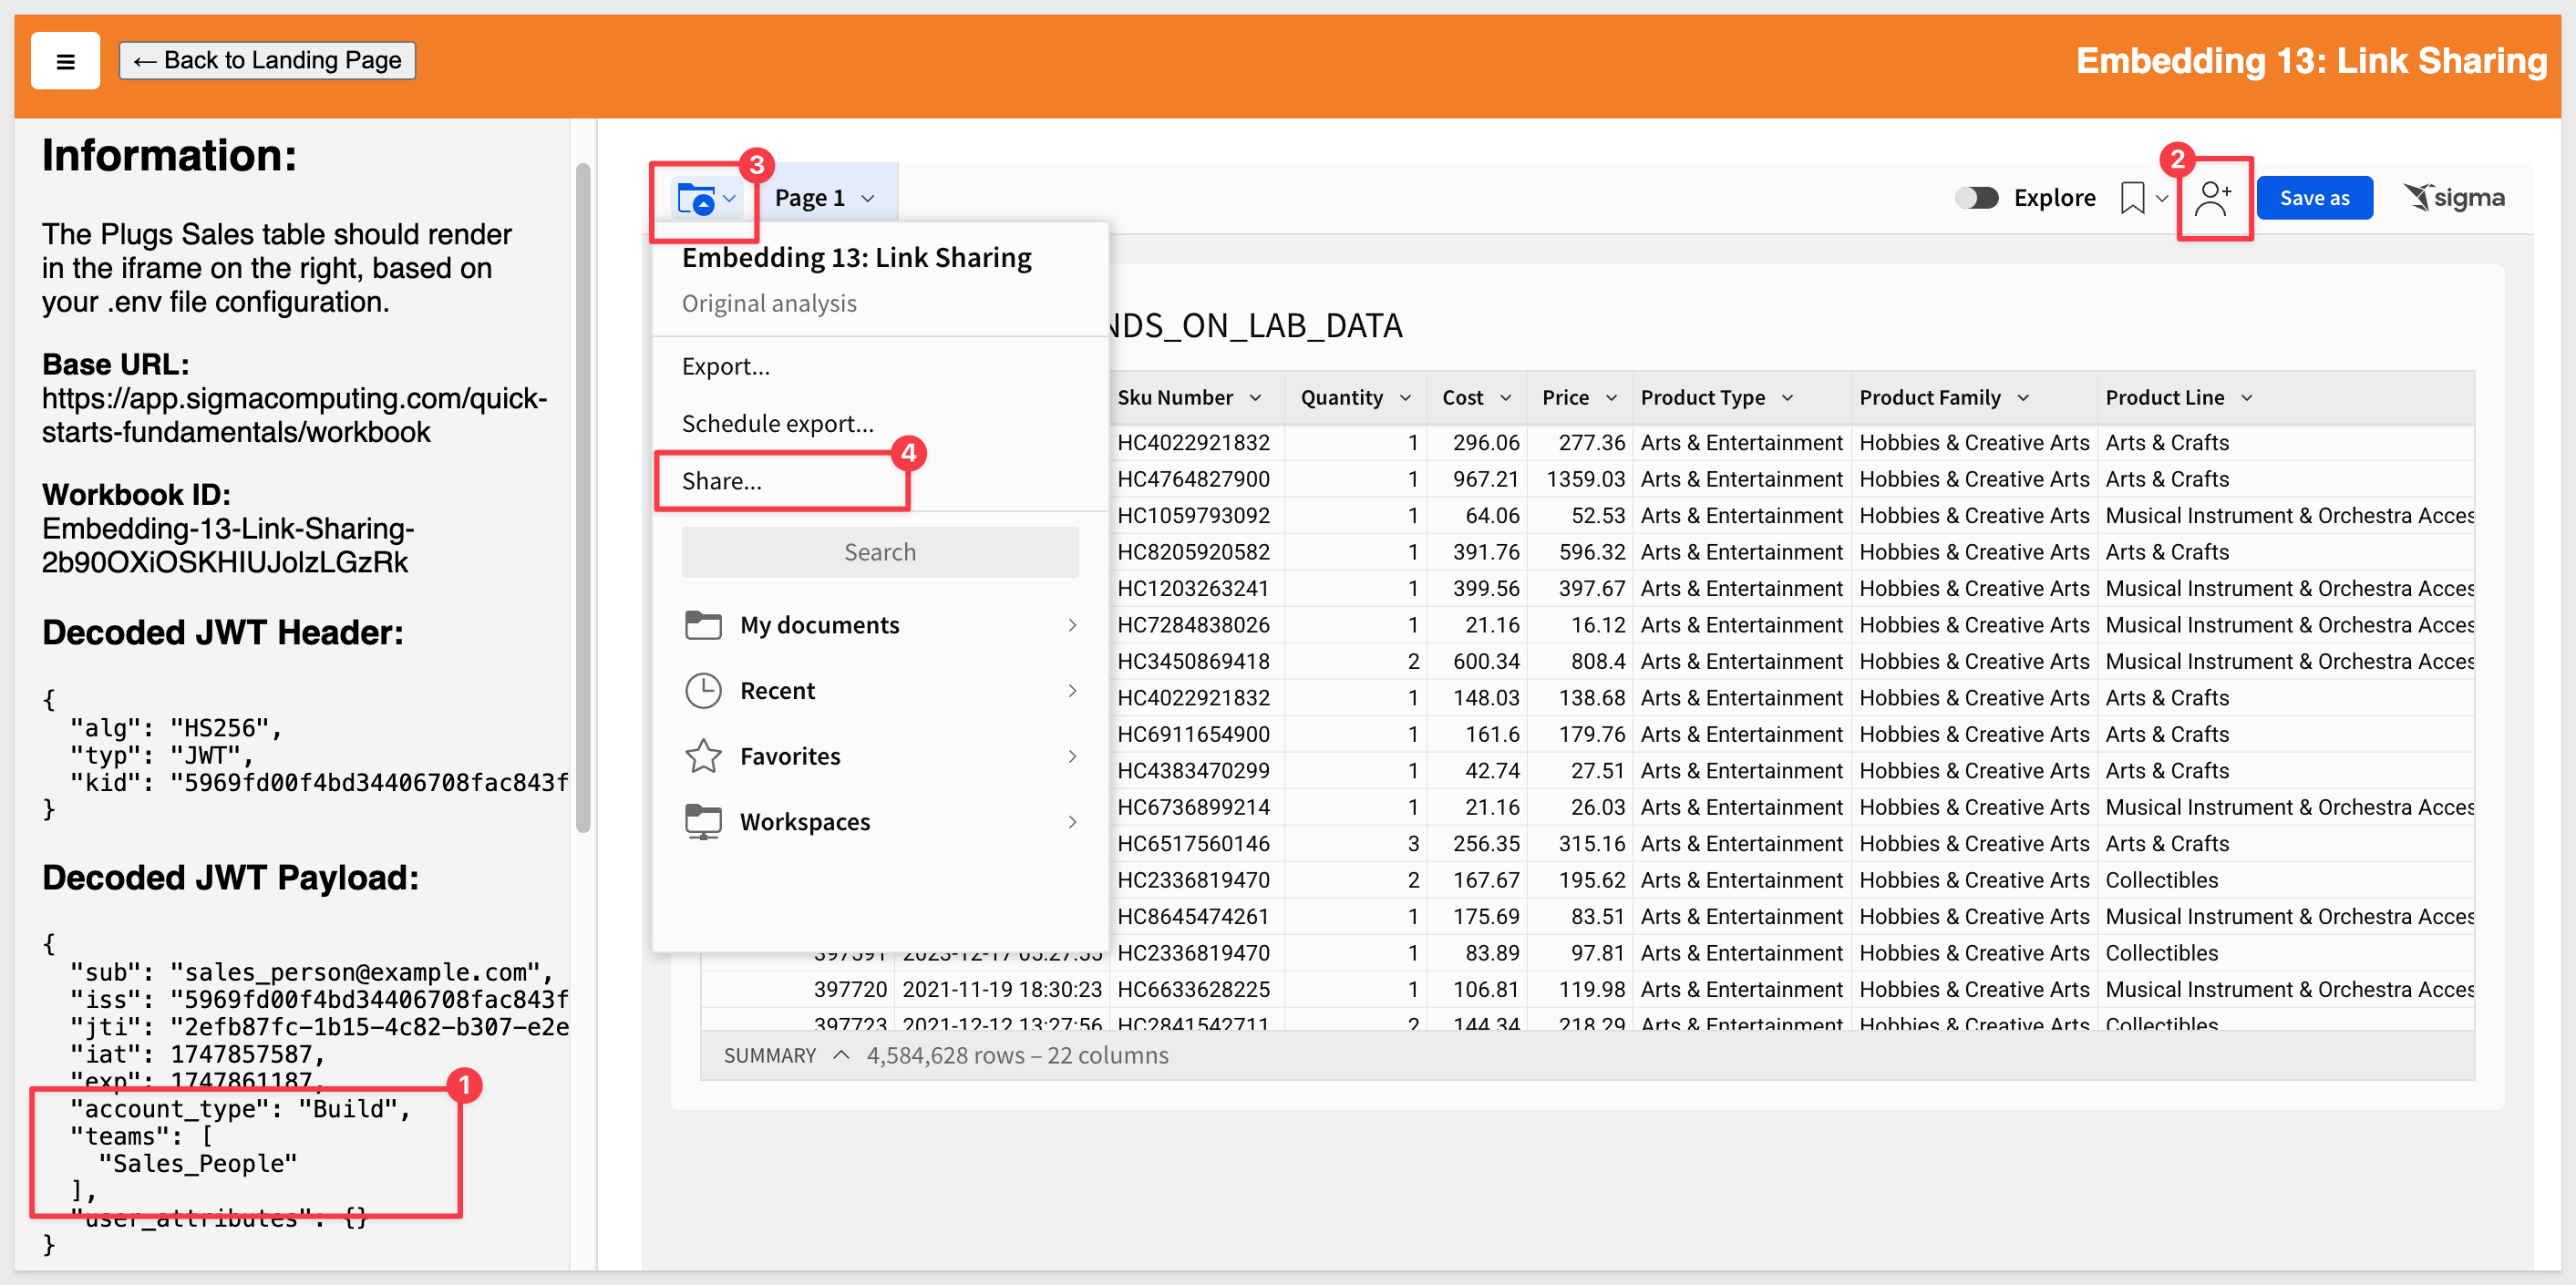 ← Back to Landing Page
Embedding 13: Link Sharing
Information:
The Plugs Sales table should render
in the iframe on the right, based on
your .env file configuration.
Base URL:
https://app.sigmacomputing.com/quick-
starts-fundamentals/workbook
Workbook ID:
Embedding-13-Link-Sharing-
2b90OXiOSKHIUJolzLGzRk
Decoded JWT Header:
{
"alg": "HS256",
"typ": "JWT",
"kid": "5969fd00f4bd34406708fac843f
}
Decoded JWT Payload:
{
"sub": "sales_person@example.com",
"iss": "5969fd00f4bd34406708fac843f
"jti": "2efb87fc-1b15-4c82-b307-e2e
"iat": 1747857587,
"exp": 1747861187,
1
"account_type": "Build",
"teams": [
"Sales_People"
],
"user_attributes": {}
}
3
Page 1
Explore
2
Save as
sigma
Embedding 13: Link Sharing
Original analysis
Export...
Schedule export...
4
Share...
Search
My documents
Recent
Favorites
Workspaces
NDS_ON_LAB_DATA
Sku Number Quantity Cost Price Product Type Product Family Product Line
HC4022921832 1 296.06 277.36 Arts & Entertainment Hobbies & Creative Arts Arts & Crafts
HC4764827900 1 967.21 1359.03 Arts & Entertainment Hobbies & Creative Arts Arts & Crafts
HC1059793092 1 64.06 52.53 Arts & Entertainment Hobbies & Creative Arts Musical Instrument & Orchestra Acces
HC8205920582 1 391.76 596.32 Arts & Entertainment Hobbies & Creative Arts Arts & Crafts
HC1203263241 1 399.56 397.67 Arts & Entertainment Hobbies & Creative Arts Musical Instrument & Orchestra Acces
HC7284838026 1 21.16 16.12 Arts & Entertainment Hobbies & Creative Arts Musical Instrument & Orchestra Acces
HC3450869418 2 600.34 808.4 Arts & Entertainment Hobbies & Creative Arts Musical Instrument & Orchestra Acces
HC4022921832 1 148.03 138.68 Arts & Entertainment Hobbies & Creative Arts Arts & Crafts
HC6911654900 1 161.6 179.76 Arts & Entertainment Hobbies & Creative Arts Arts & Crafts
HC4383470299 1 42.74 27.51 Arts & Entertainment Hobbies & Creative Arts Arts & Crafts
HC6736899214 1 21.16 26.03 Arts & Entertainment Hobbies & Creative Arts Musical Instrument & Orchestra Acces
HC6517560146 3 256.35 315.16 Arts & Entertainment Hobbies & Creative Arts Arts & Crafts
HC2336819470 2 167.67 195.62 Arts & Entertainment Hobbies & Creative Arts Collectibles
HC8645474261 1 175.69 83.51 Arts & Entertainment Hobbies & Creative Arts Musical Instrument & Orchestra Acces
HC2336819470 1 83.89 97.81 Arts & Entertainment Hobbies & Creative Arts Collectibles
397720 2021-11-19 18:30:23 HC6633628225 1 106.81 119.98 Arts & Entertainment Hobbies & Creative Arts Musical Instrument & Orchestra Acces
397723 2021-12-12 13:27:56 HC2841542711 2 144.34 218.29 Arts & Entertainment Hobbies & Creative Arts Collectibles
SUMMARY 4,584,628 rows – 22 columns